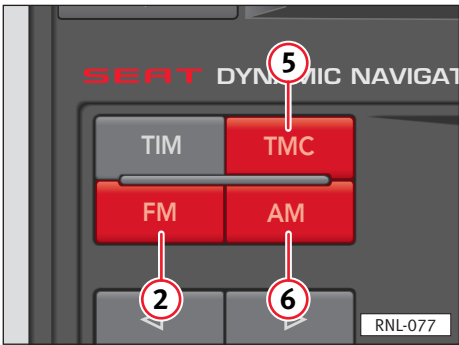 5
SEAT DYNAMIC NAVIGAT
TIM TMC
FM AM
2 6
RNL-077